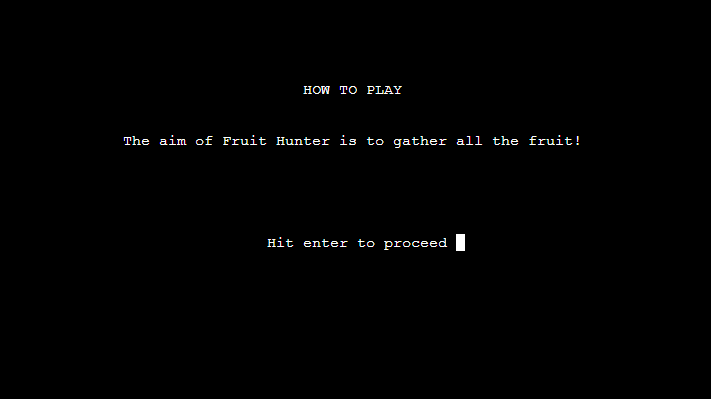 HOW TO PLAY
The aim of Fruit Hunter is to gather all the fruit!
Hit enter to proceed